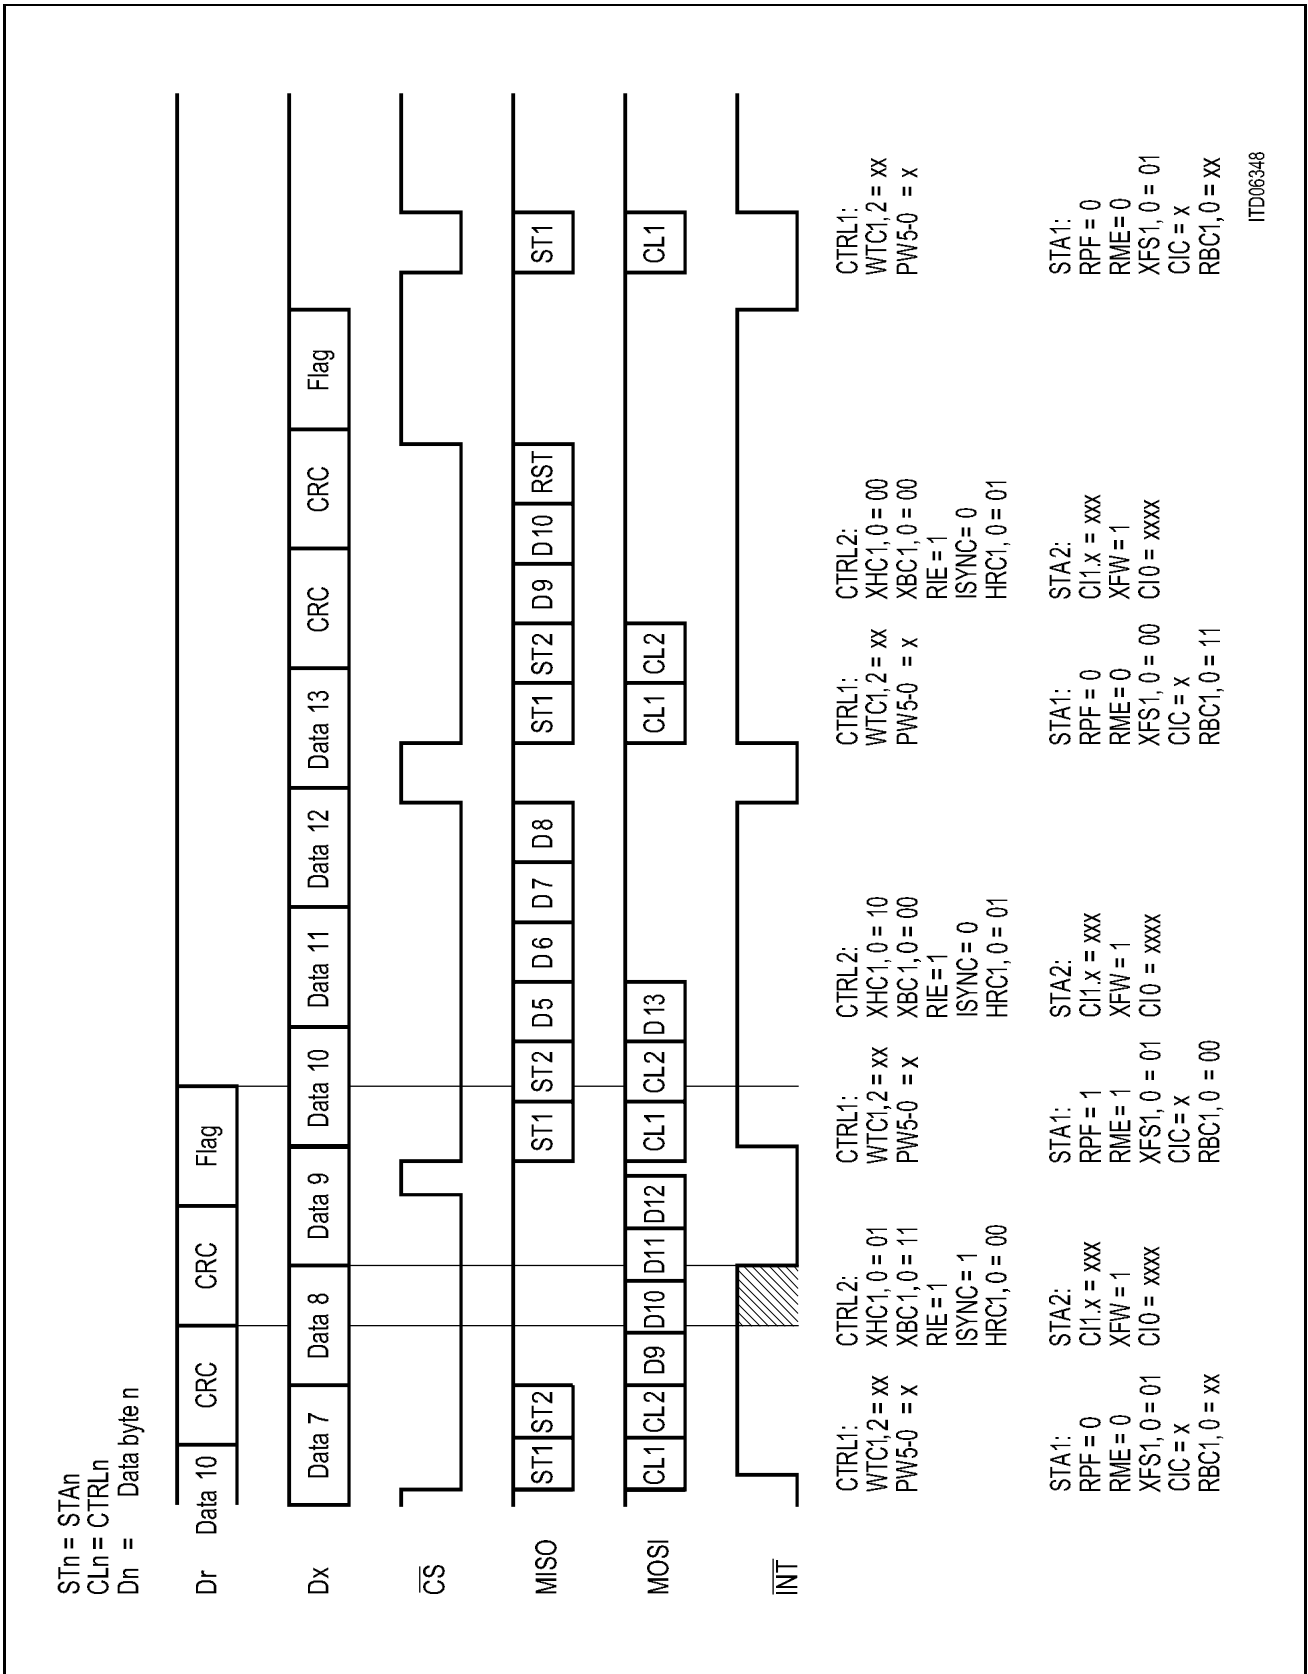 STn = STAn
CLn = CTRLn
Dn = Data byte n
Dr Data 10 CRC CRC Flag
Dx Data 7 Data 8 Data 9 Data 10 Data 11 Data 12 Data 13 CRC CRC Flag
CS
MISO ST1 ST2 ST1 ST2 D5 D6 D7 D8 ST1 ST2 D9 D10 RST ST1
MOSI CL1 CL2 D9 D10 D11 D12 CL1 CL2 D13 CL1 CL2 CL1
INT
CTRL1:
WTC1,2 = xx
PW5-0 = x
CTRL2:
XHC1, 0 = 01
XBC1, 0 = 11
RIE = 1
ISYNC = 1
HRC1, 0 = 00
CTRL1:
WTC1,2 = xx
PW5-0 = x
CTRL2:
XHC1, 0 = 10
XBC1, 0 = 00
RIE = 1
ISYNC = 0
HRC1, 0 = 01
CTRL1:
WTC1, 2 = xx
PW5-0 = x
CTRL2:
XHC1, 0 = 00
XBC1, 0 = 00
RIE = 1
ISYNC = 0
HRC1, 0 = 01
CTRL1:
WTC1, 2 = xx
PW5-0 = x
STA1:
RPF = 0
RME = 0
XFS1, 0 = 01
CIC = x
RBC1, 0 = xx
STA2:
CI1.x = xxx
XFW = 1
CI0 = xxxx
STA1:
RPF = 1
RME = 1
XFS1, 0 = 01
CIC = x
RBC1, 0 = 00
STA2:
CI1.x = xxx
XFW = 1
CI0 = xxxx
STA1:
RPF = 0
RME = 0
XFS1, 0 = 00
CIC = x
RBC1, 0 = 11
STA2:
CI1.x = xxx
XFW = 1
CI0 = xxxx
STA1:
RPF = 0
RME = 0
XFS1, 0 = 01
CIC = x
RBC1, 0 = xx
ITD06348